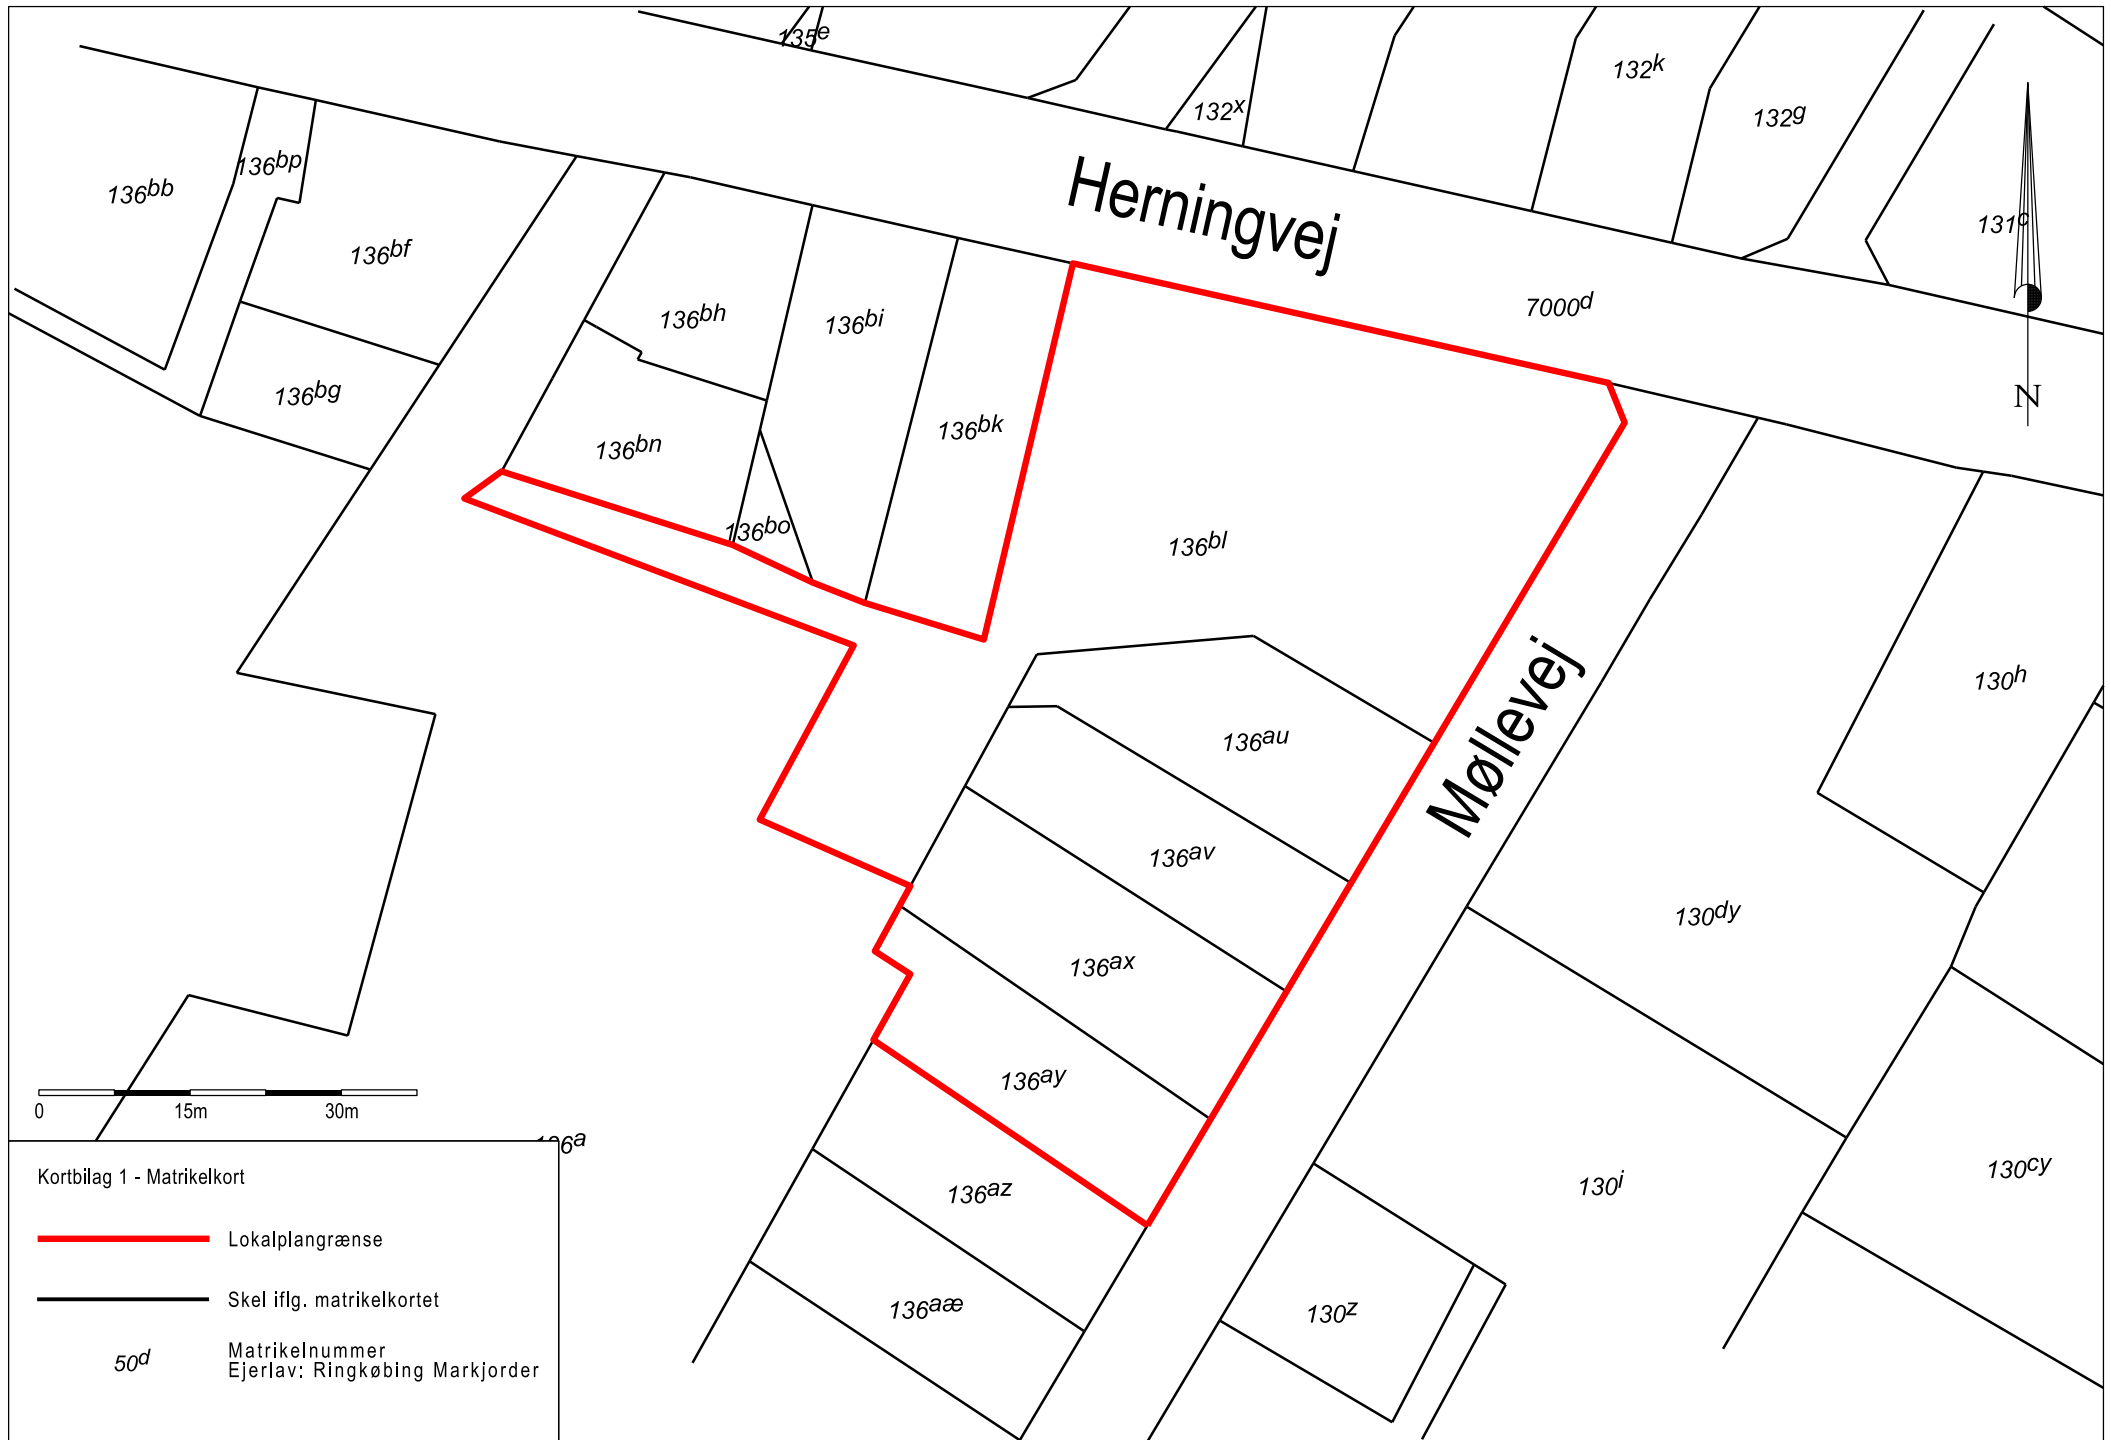 135e
132k
132x
132g
136bp
136bb
131c
Herningvej
136bf
7000d
136bh
136bi
136bg
N
136bk
136bn
136bo
136bl
130h
136au
Møllevej
136av
130dy
136ax
136ay
0 15m 30m
136az
130i
130cy
136aæ
130z
Kortbilag 1 - Matrikelkort
Lokalplangrænse
Skel iflg. matrikelkortet
50d
Matrikelnummer
Ejerlav: Ringkøbing Markjorder